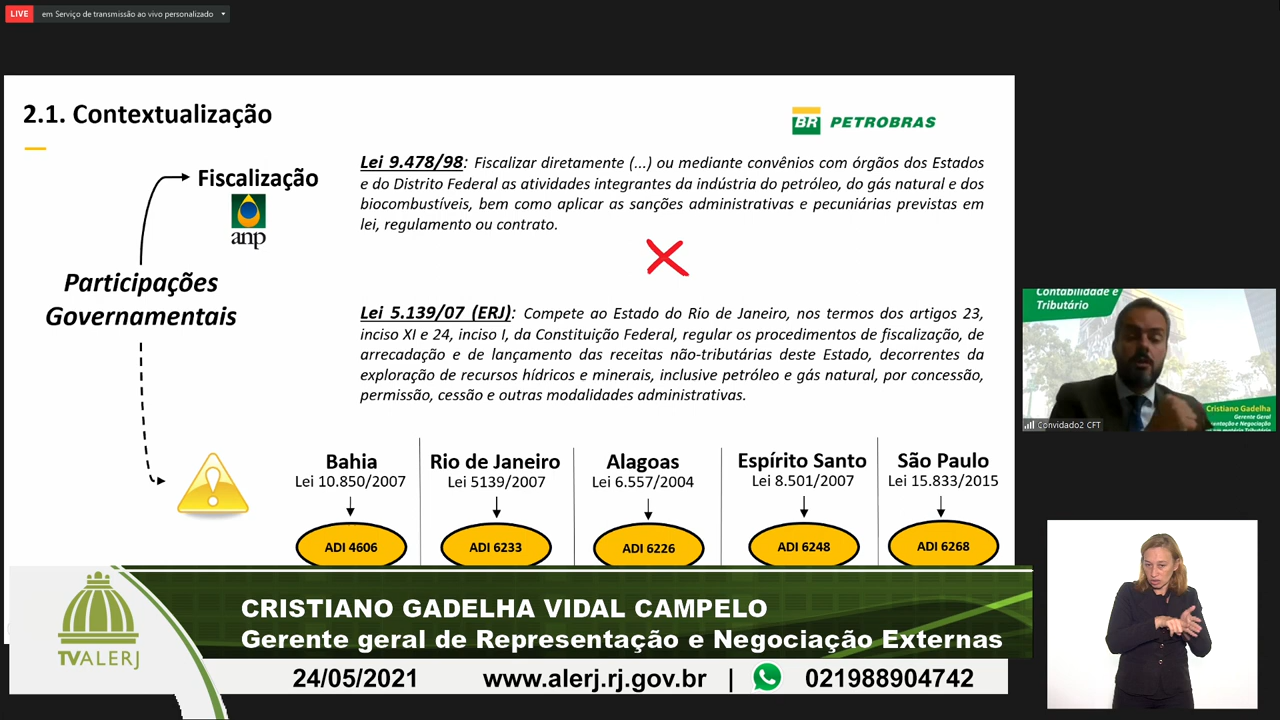 LIVE
em Serviço de transmissão ao vivo personalizado
2.1. Contextualização
BR PETROBRAS
Fiscalização
anp
Participações
Governamentais
Lei 9.478/98: Fiscalizar diretamente (...) ou mediante convênios com órgãos dos Estados
e do Distrito Federal as atividades integrantes da indústria do petróleo, do gás natural e dos
biocombustíveis, bem como aplicar as sanções administrativas e pecuniárias previstas em
lei, regulamento ou contrato.
Lei 5.139/07 (ERJ): Compete ao Estado do Rio de Janeiro, nos termos dos artigos 23,
inciso XI e 24, inciso I, da Constituição Federal, regular os procedimentos de fiscalização, de
arrecadação e de lançamento das receitas não-tributárias deste Estado, decorrentes da
exploração de recursos hídricos e minerais, inclusive petróleo e gás natural, por concessão,
permissão, cessão e outras modalidades administrativas.
Bahia
Lei 10.850/2007
ADI 4606
Rio de Janeiro
Lei 5139/2007
ADI 6233
Alagoas
Lei 6.557/2004
ADI 6226
Espírito Santo
Lei 8.501/2007
ADI 6248
São Paulo
Lei 15.833/2015
ADI 6268
Contabilidade e
Tributário
Cristiano Gadelha
Gerente Geral
entação e Negociação
Convidado2 CFT
TVALERJ
CRISTIANO GADELHA VIDAL CAMPELO
Gerente geral de Representação e Negociação Externas
24/05/2021 www.alerj.rj.gov.br | 021988904742